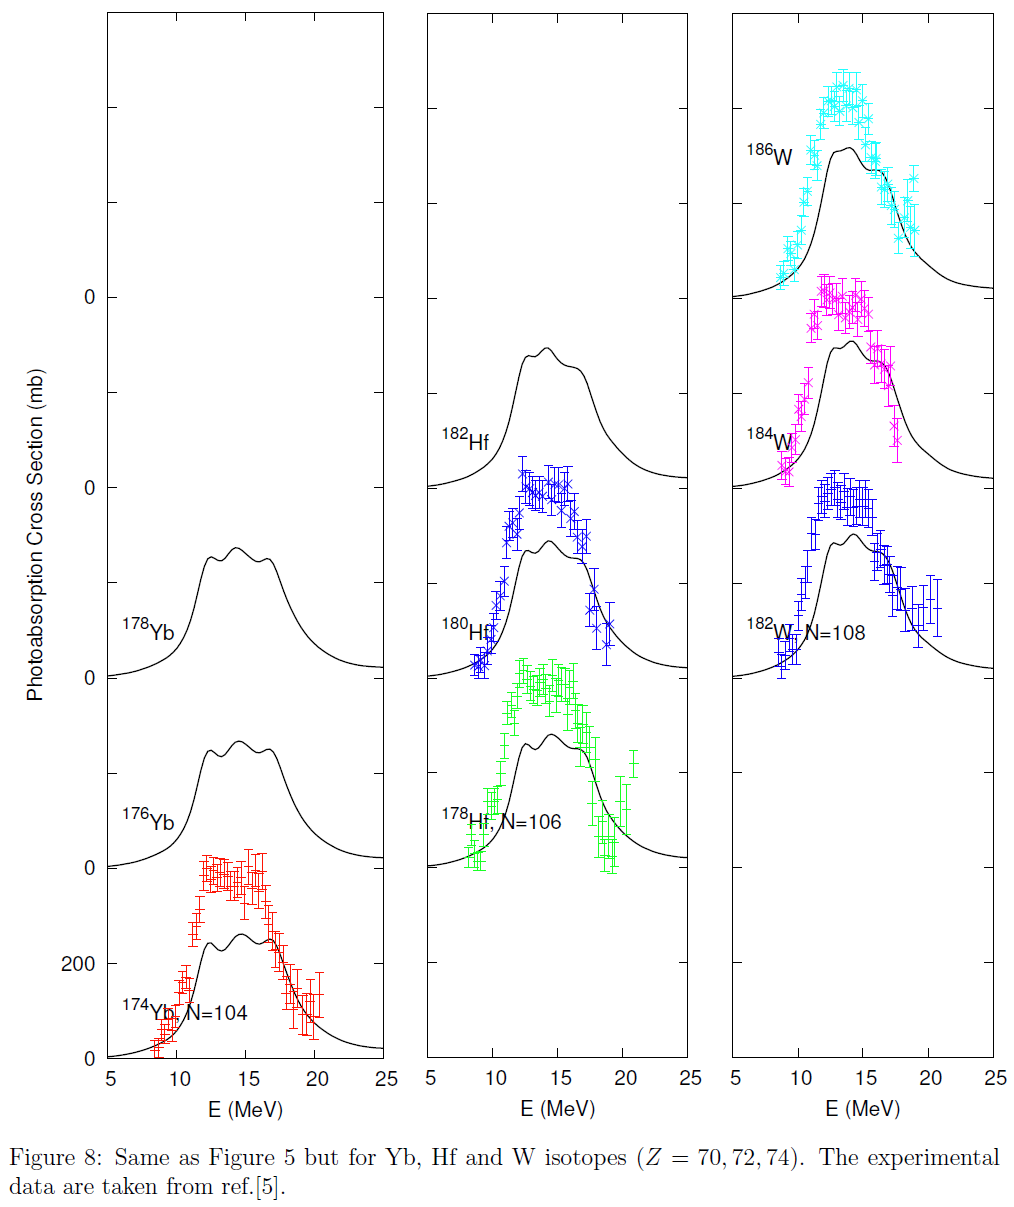 Photoabsorption Cross Section (mb)
0
0
0
0
200
0
178Yb
176Yb
174Yb, N=104
5 10 15 20 25
E (MeV)
182Hf
180Hf
178Hf, N=106
5 10 15 20 25
E (MeV)
186W
184W
182W, N=108
5 10 15 20 25
E (MeV)
Figure 8: Same as Figure 5 but for Yb, Hf and W isotopes (Z = 70, 72, 74). The experimental
data are taken from ref.[5].